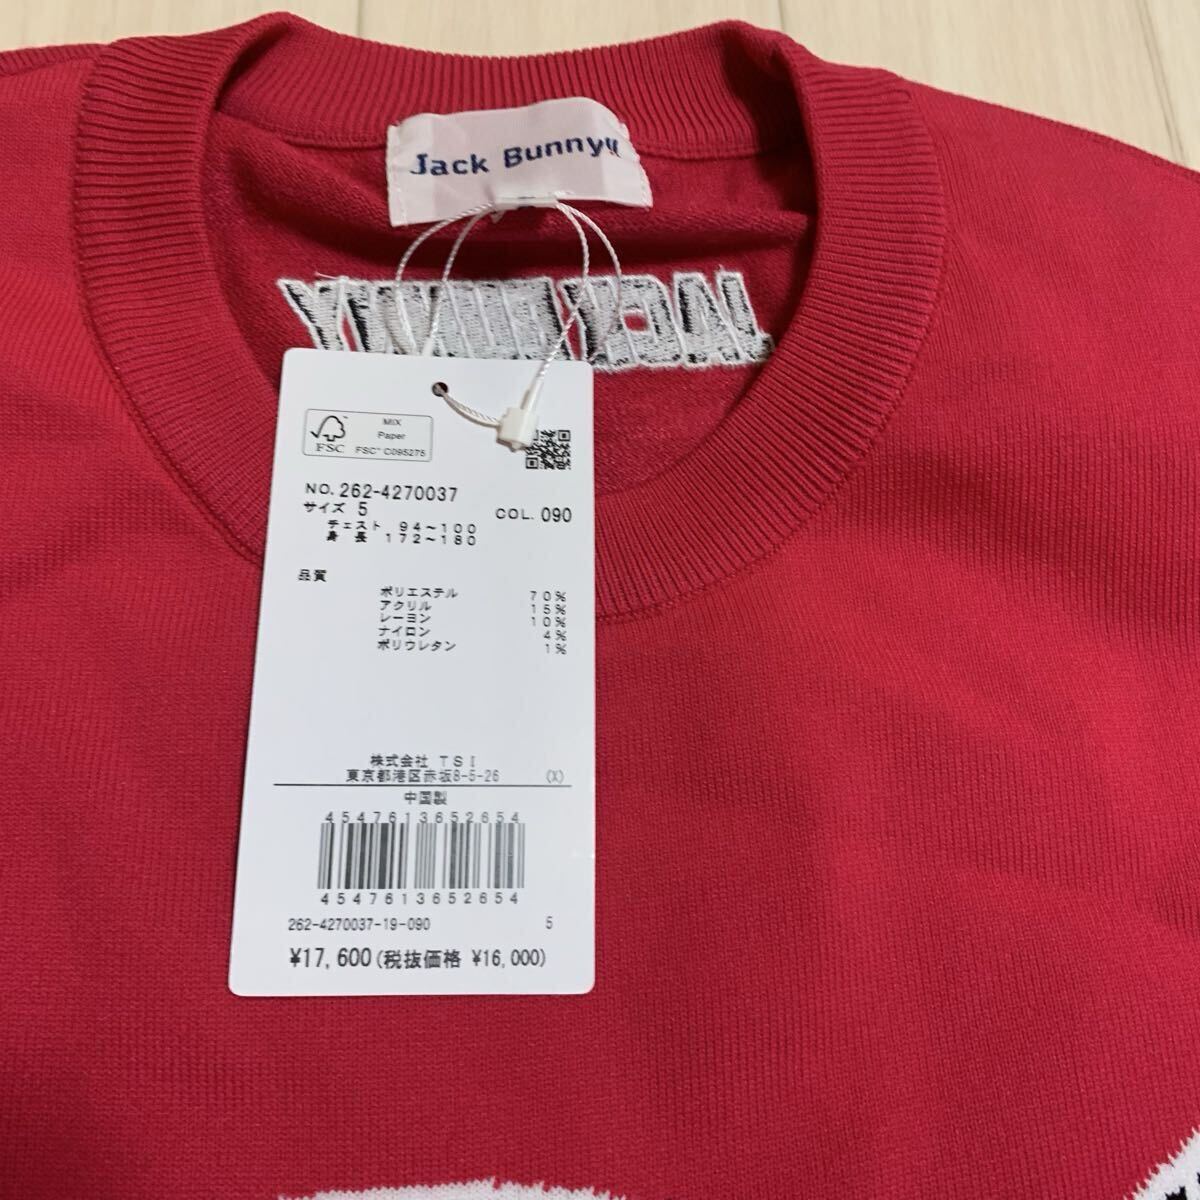 Jack Bunny!!
MIX
Paper
FSC
FSC® C095275
NO. 262-4270037
サイズ 5
COL. 090
チェスト 94～100
身長 172～180
品質
ポリエステル 70%
アクリル 15%
レーヨン 10%
ナイロン 4%
ポリウレタン 1%
株式会社 TSI
東京都港区赤坂8-5-26 (X)
中国製
4547613652654
4547613652654
262-4270037-19-090 5
¥17,600(税抜価格 ¥16,000)